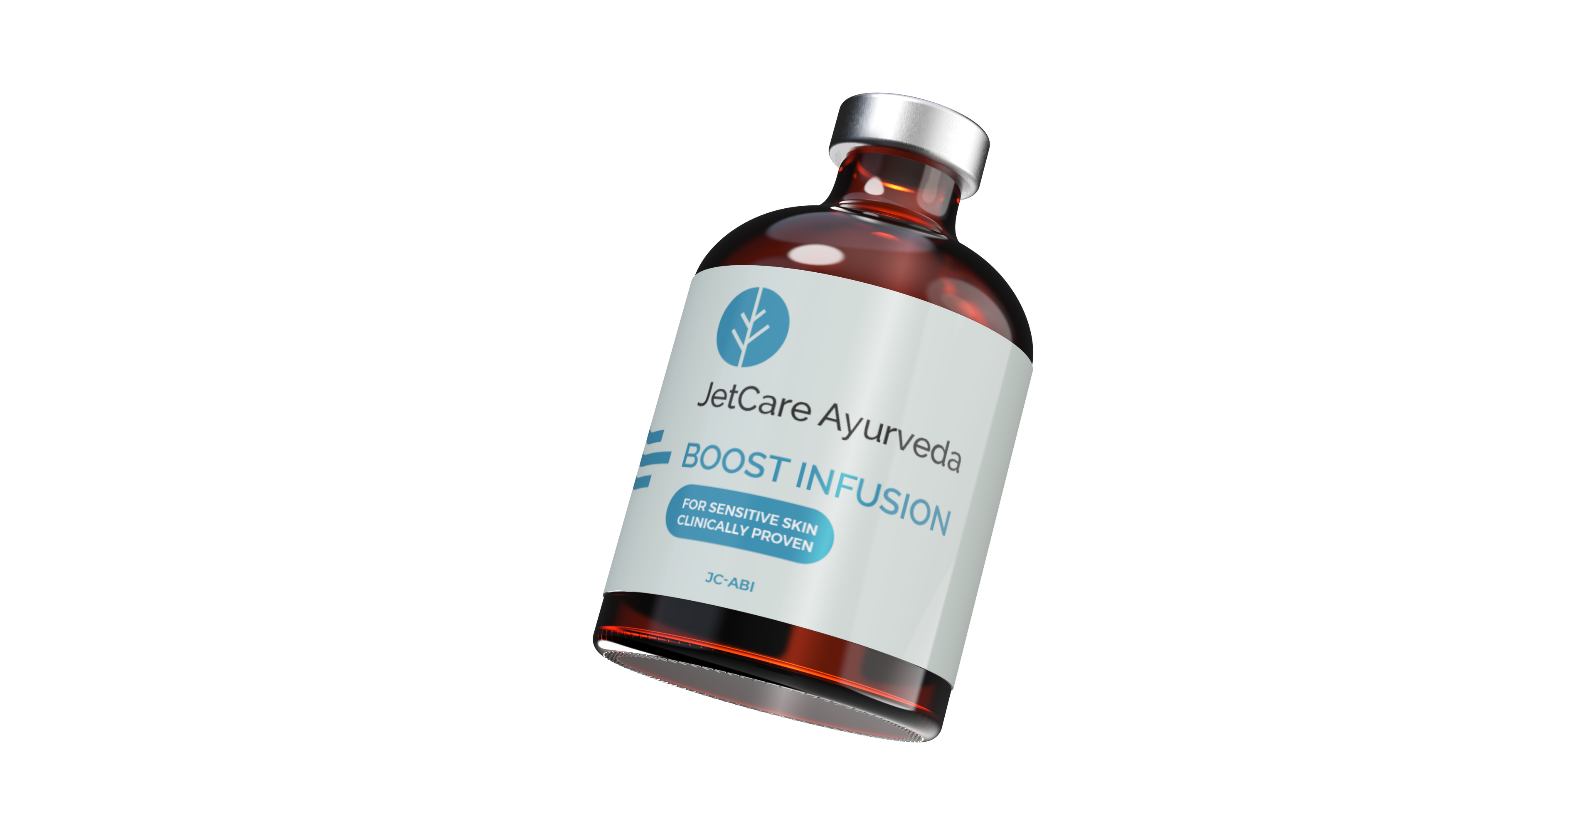 JetCare Ayurveda
BOOST INFUSION
FOR SENSITIVE SKIN
CLINICALLY PROVEN
JC-ABI